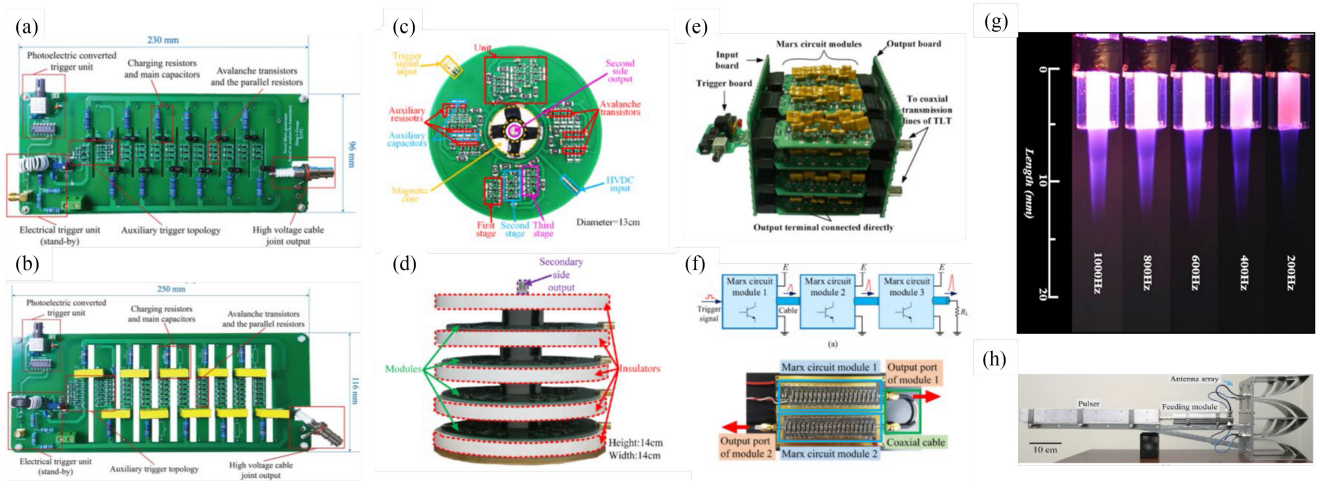 (a)
230 mm
Photoelectric converted
trigger unit
Charging resistors
and main capacitors
Avalanche transistors
and the parallel resistors
96 mm
Electrical trigger unit
(stand-by)
Auxiliary trigger topology
High voltage cable
joint output
(b)
250 mm
Photoelectric converted
trigger unit
Charging resistors
and main capacitors
Avalanche transistors
and the parallel resistors
116 mm
Electrical trigger unit
(stand-by)
Auxiliary trigger topology
High voltage cable
joint output
(c)
Trigger
signal input
Unit
Second
side
output
Auxiliary
resisotrs
Auxiliary
capacitors
Avalanche
transistors
Magnetic
core
HVDC
input
First
stage
Second
stage
Third
stage
Diameter=13cm
(d)
Secondary
side
output
Modules
Insulators
Height:14cm
Width:14cm
(e)
Marx circuit modules
Output board
Input
board
Trigger board
To coaxial
transmission
lines of TLT
Output terminal connected directly
(f)
E
E
E
Marx circuit
module 1
Marx circuit
module 2
Marx circuit
module 3
Trigger
signal
Cable
RL
(a)
Marx circuit module 1
Output port
of module 1
Output port
of module 2
Marx circuit module 2
Coaxial cable
(g)
0
10
20
Length (mm)
1000Hz
800Hz
600Hz
400Hz
200Hz
(h)
Antenna array
Pulser
Feeding module
10 cm